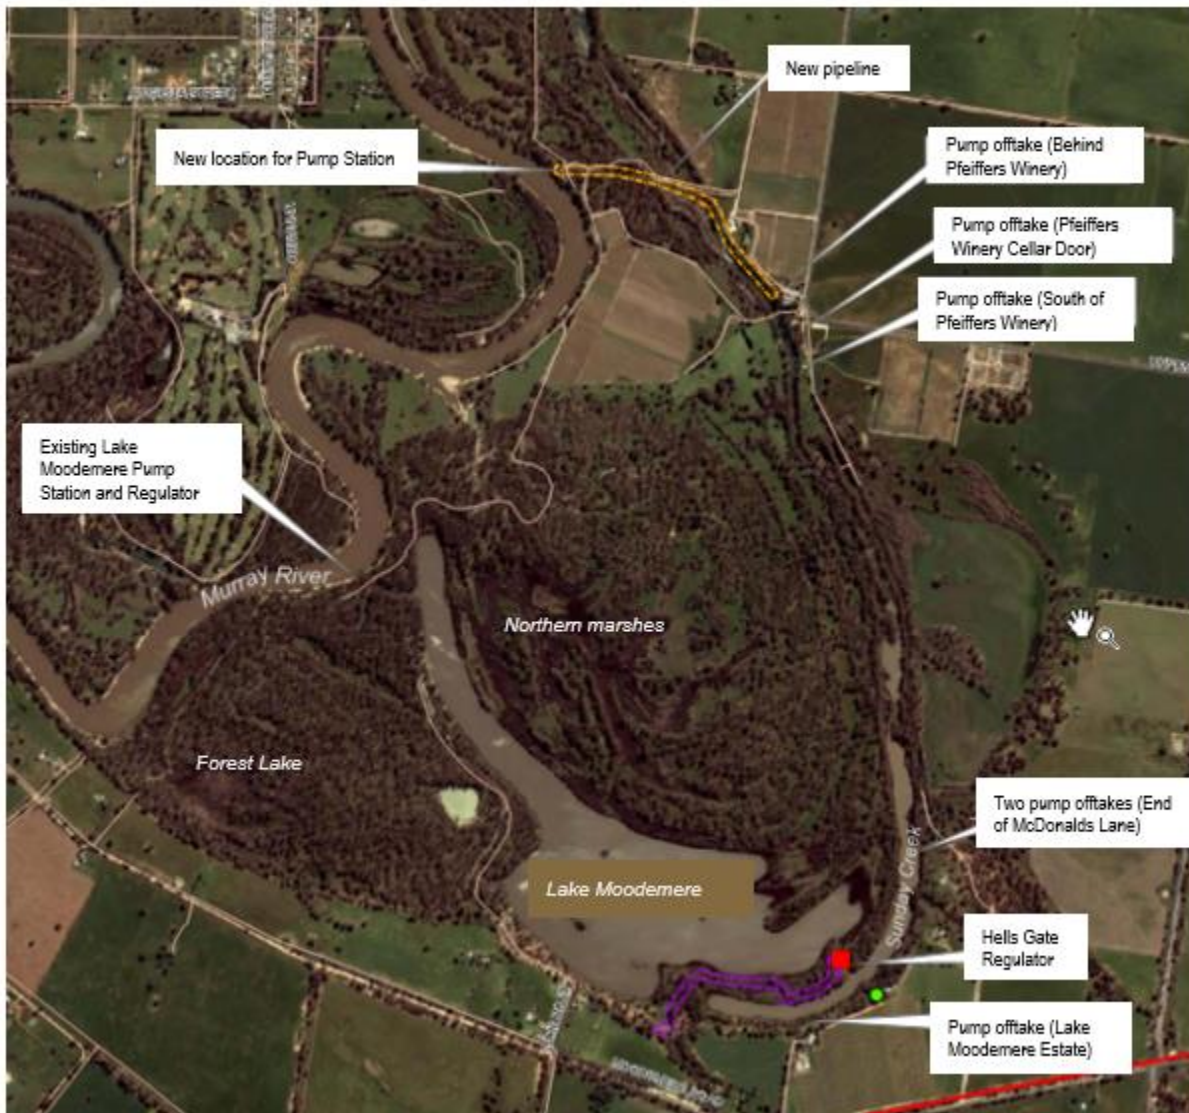 New pipeline
New location for Pump Station
Pump offtake (Behind
Pfeiffers Winery)
Pump offtake (Pfeiffers
Winery Cellar Door)
Pump offtake (South of
Pfeiffers Winery)
Existing Lake
Moodemere Pump
Station and Regulator
Murray River
Northern marshes
Forest Lake
Two pump offtakes (End
of McDonalds Lane)
Lake Moodemere
Sunday Creek
Hells Gate
Regulator
Pump offtake (Lake
Moodemere Estate)